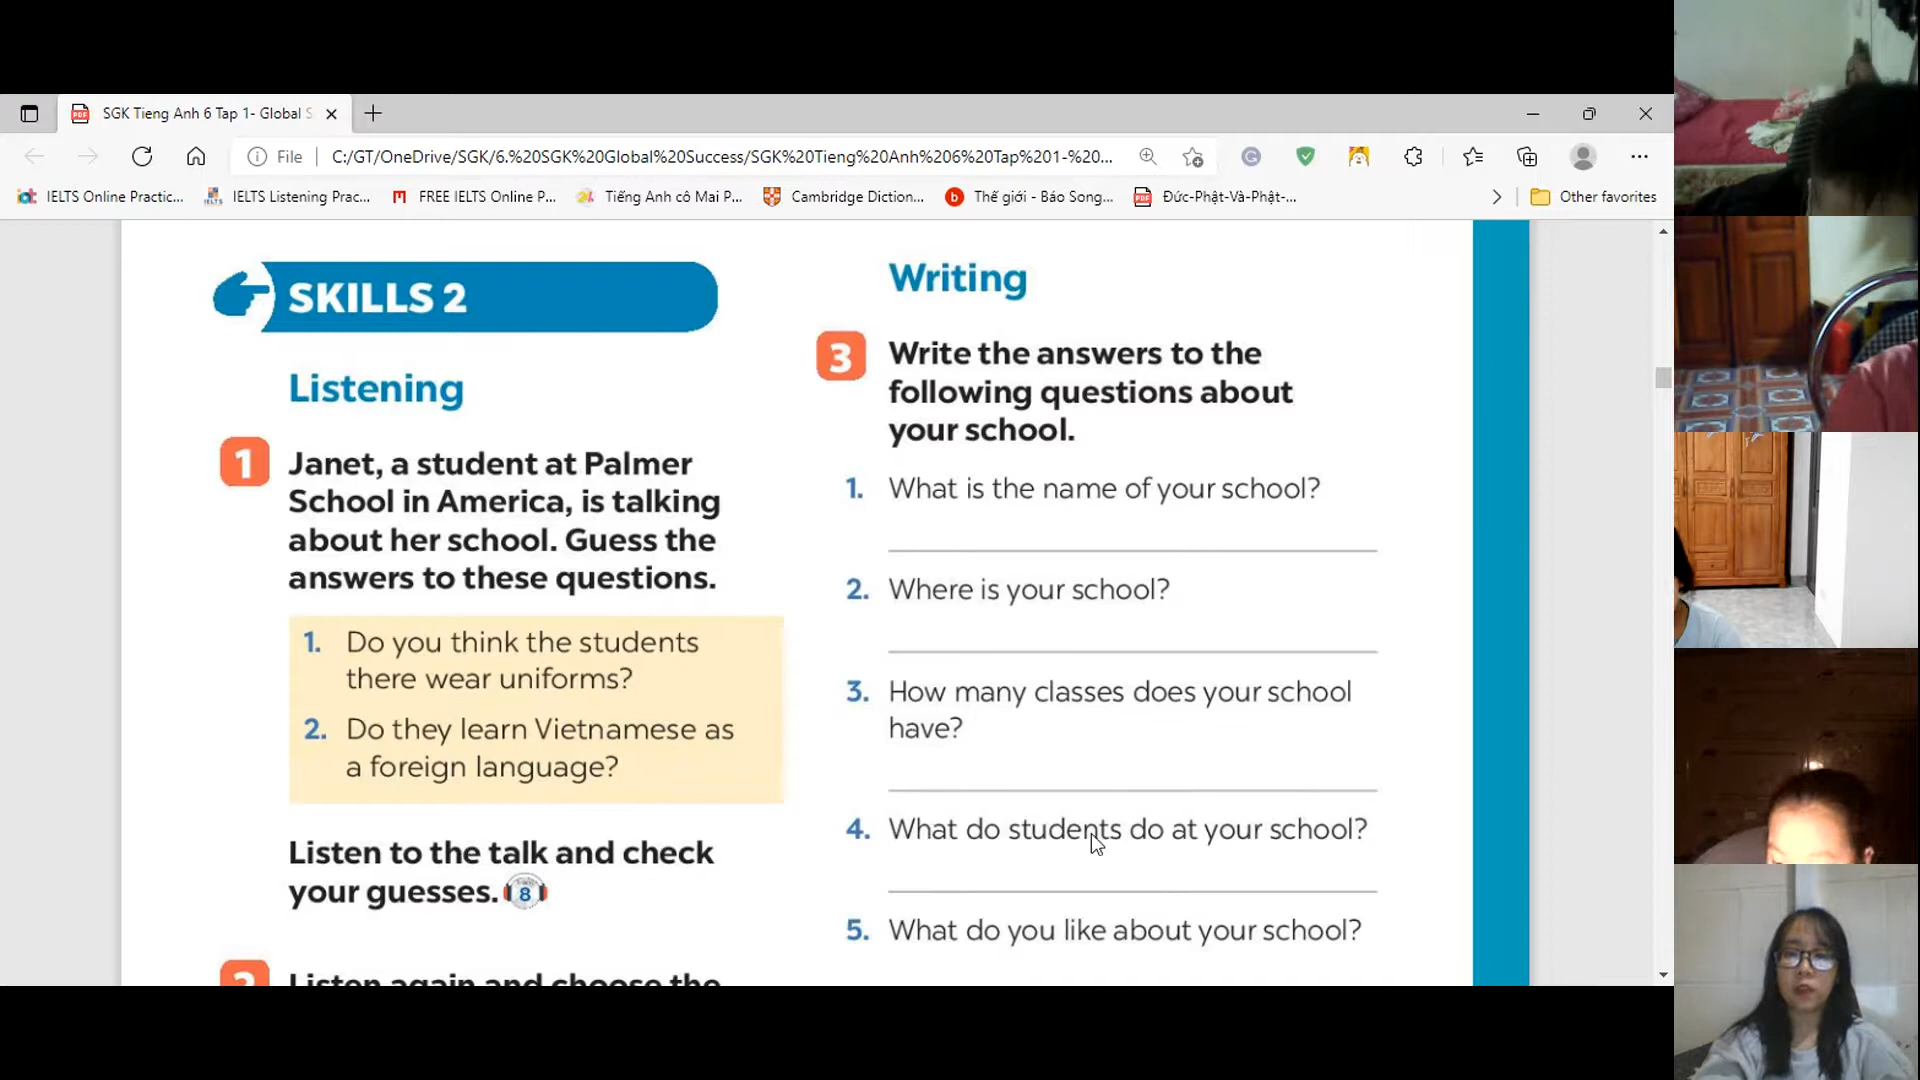 SGK Tieng Anh 6 Tap 1- Global S
File
C:/GT/OneDrive/SGK/6.%20SGK%20Global%20Success/SGK%20Tieng%20Anh%206%20Tap%201-%20...
IELTS Online Practic...
IELTS Listening Prac...
FREE IELTS Online P...
Tiếng Anh cô Mai P...
Cambridge Diction...
Thế giới - Báo Song...
Đức-Phật-Và-Phật-...
Other favorites
SKILLS 2
Listening
1 Janet, a student at Palmer
School in America, is talking
about her school. Guess the
answers to these questions.
1. Do you think the students
there wear uniforms?
2. Do they learn Vietnamese as
a foreign language?
Listen to the talk and check
your guesses. 8
2 Listen again and choose the
Writing
3 Write the answers to the
following questions about
your school.
1. What is the name of your school?
2. Where is your school?
3. How many classes does your school
have?
4. What do students do at your school?
5. What do you like about your school?